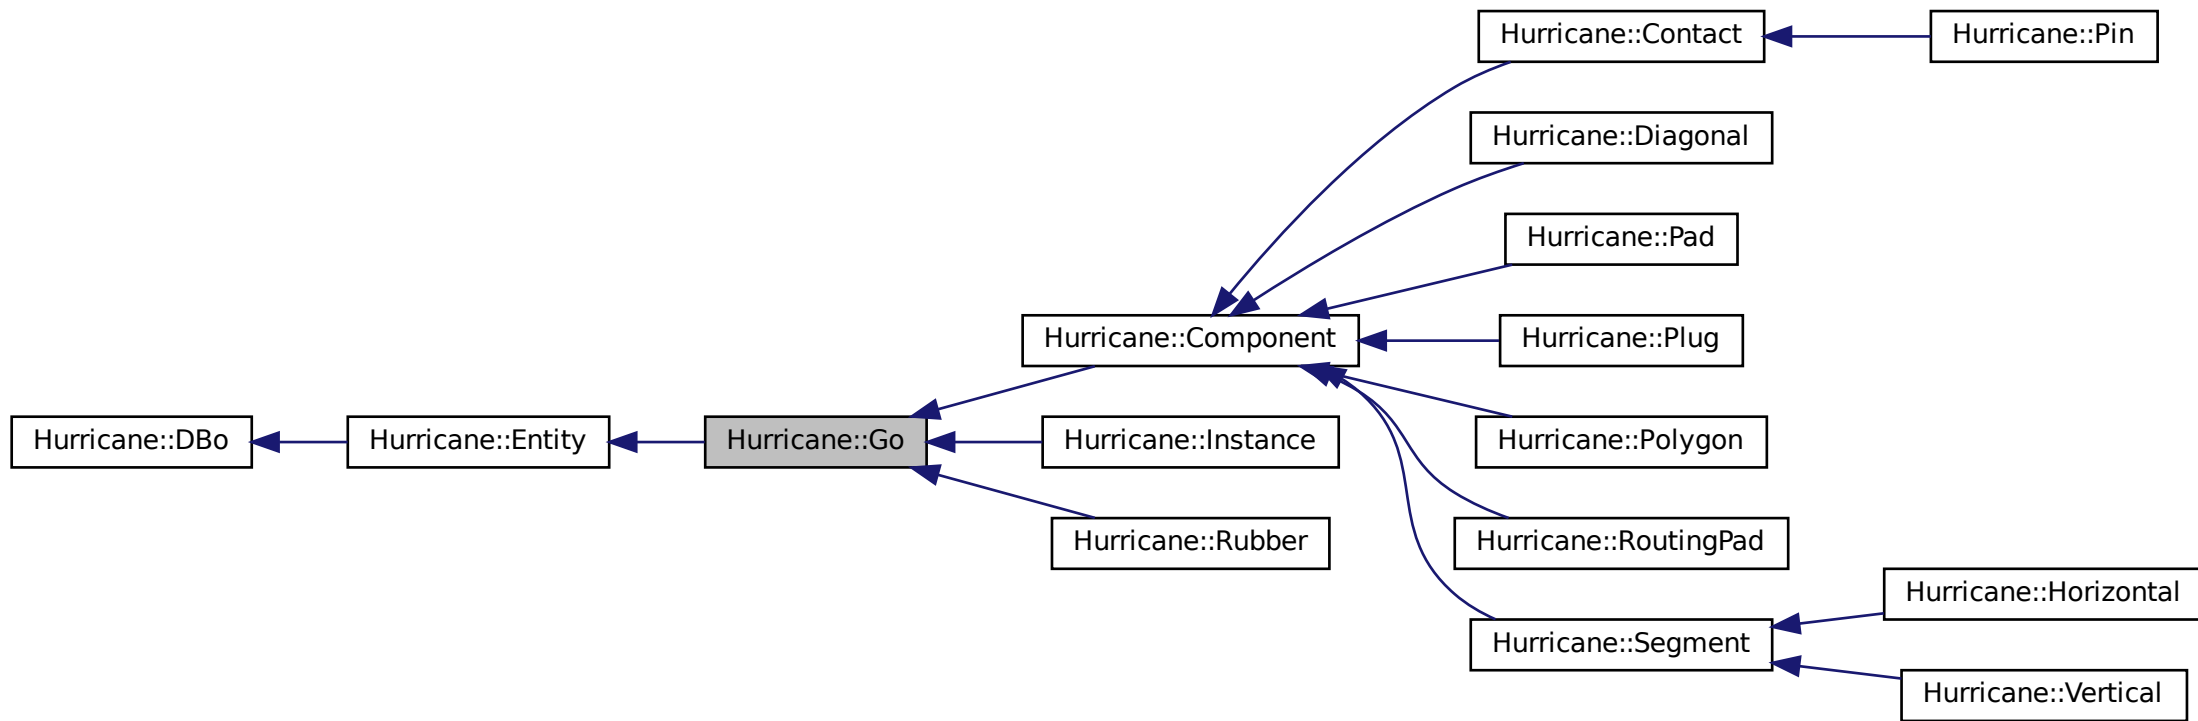 Hurricane::Contact
Hurricane::Pin
Hurricane::Diagonal
Hurricane::Pad
Hurricane::Component
Hurricane::Plug
Hurricane::DBo
Hurricane::Entity
Hurricane::Go
Hurricane::Instance
Hurricane::Polygon
Hurricane::Rubber
Hurricane::RoutingPad
Hurricane::Horizontal
Hurricane::Segment
Hurricane::Vertical